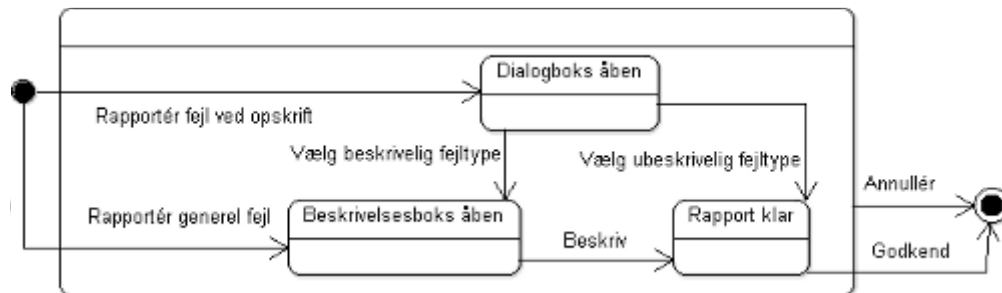 Dialogboks åben
Rapportér fejl ved opskrift
Vælg beskrivelig fejltype
Vælg ubeskrivelig fejltype
Annullér
Rapportér generel fejl
Beskrivelsesboks åben
Rapport klar
Beskriv
Godkend